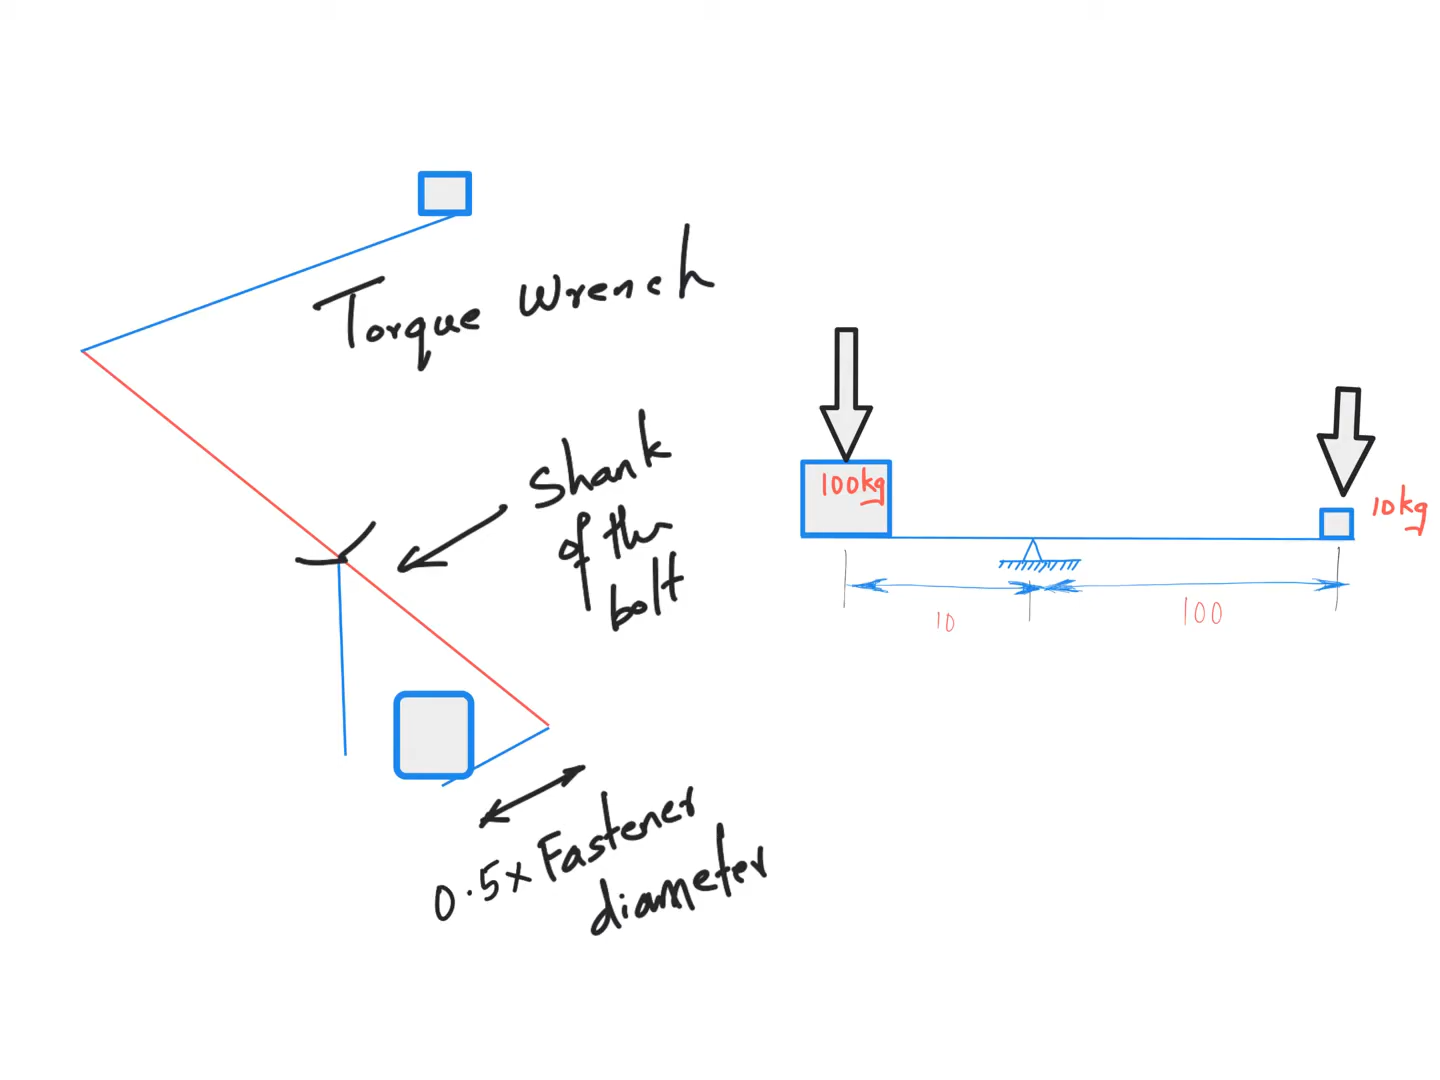 Torque Wrench
Shank
of the
bolt
0.5x Fastener
diameter
100kg
10kg
10
100